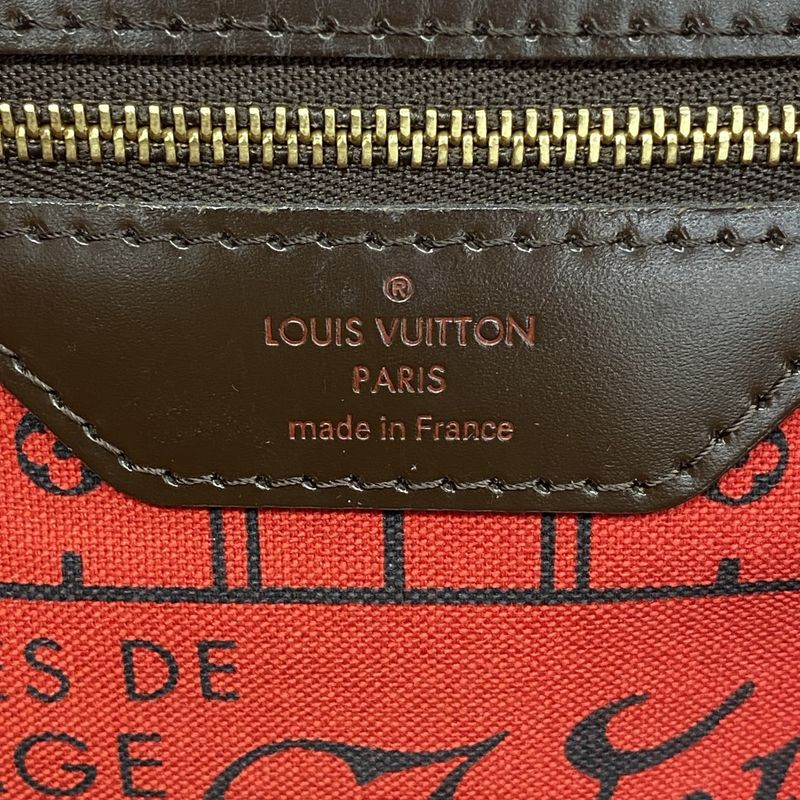 ®
LOUIS VUITTON
PARIS
made in France
ES DE
GE